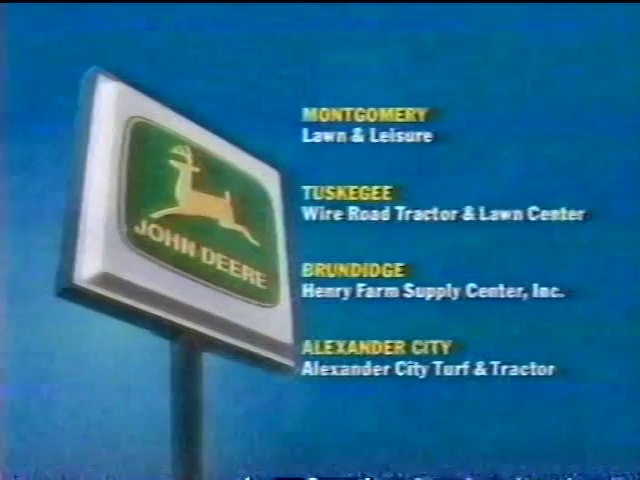 JOHN DEERE
MONTGOMERY
Lawn & Leisure
TUSKEGEE
Wire Road Tractor & Lawn Center
BRUNDIDGE
Henry Farm Supply Center, Inc.
ALEXANDER CITY
Alexander City Turf & Tractor